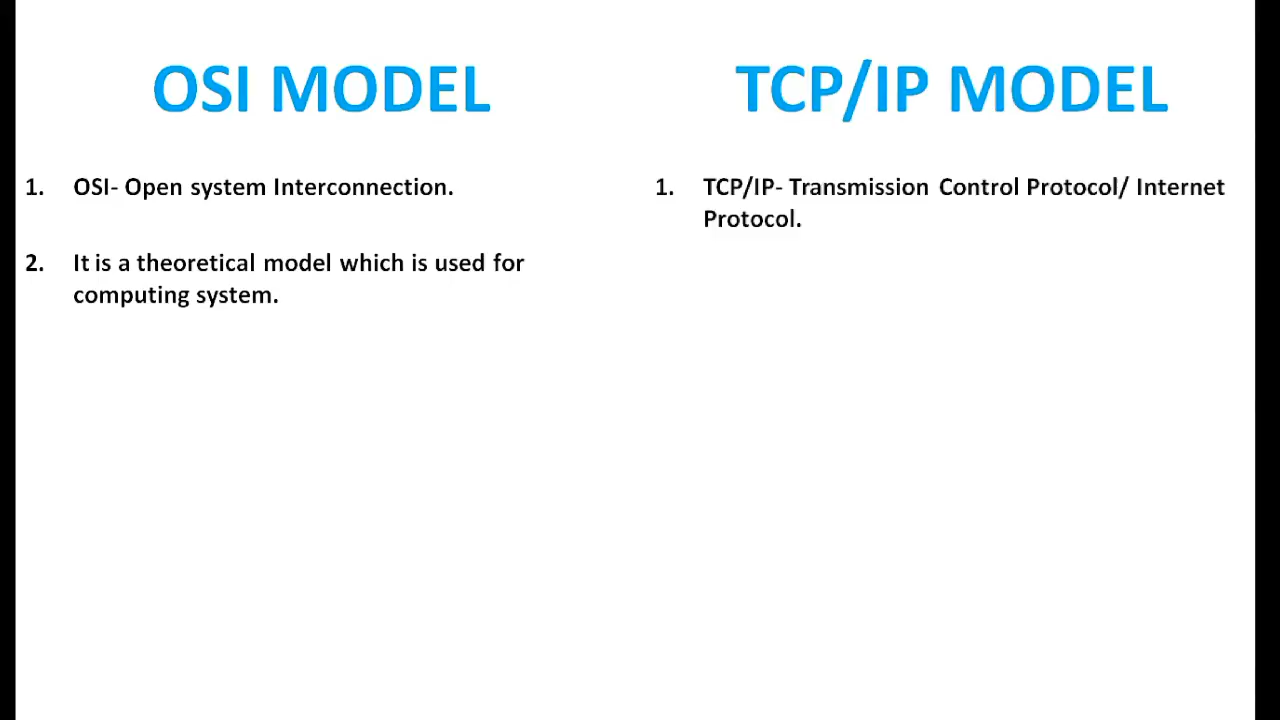 OSI MODEL
TCP/IP MODEL
1. OSI- Open system Interconnection.
2. It is a theoretical model which is used for
computing system.
1. TCP/IP- Transmission Control Protocol/ Internet
Protocol.